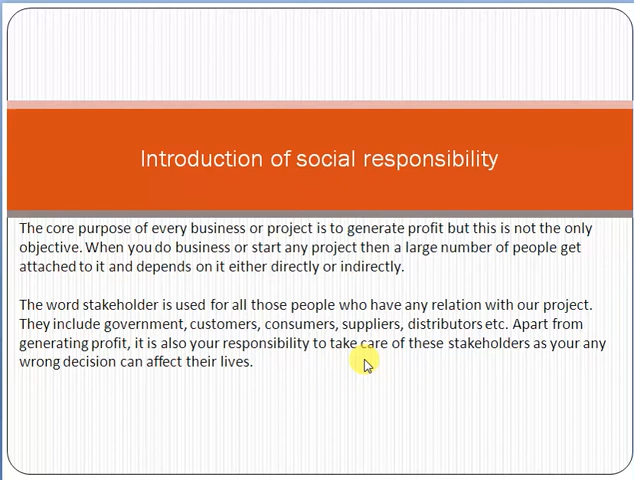 Introduction of social responsibility
The core purpose of every business or project is to generate profit but this is not the only
objective. When you do business or start any project then a large number of people get
attached to it and depends on it either directly or indirectly.
The word stakeholder is used for all those people who have any relation with our project.
They include government, customers, consumers, suppliers, distributors etc. Apart from
generating profit, it is also your responsibility to take care of these stakeholders as your any
wrong decision can affect their lives.